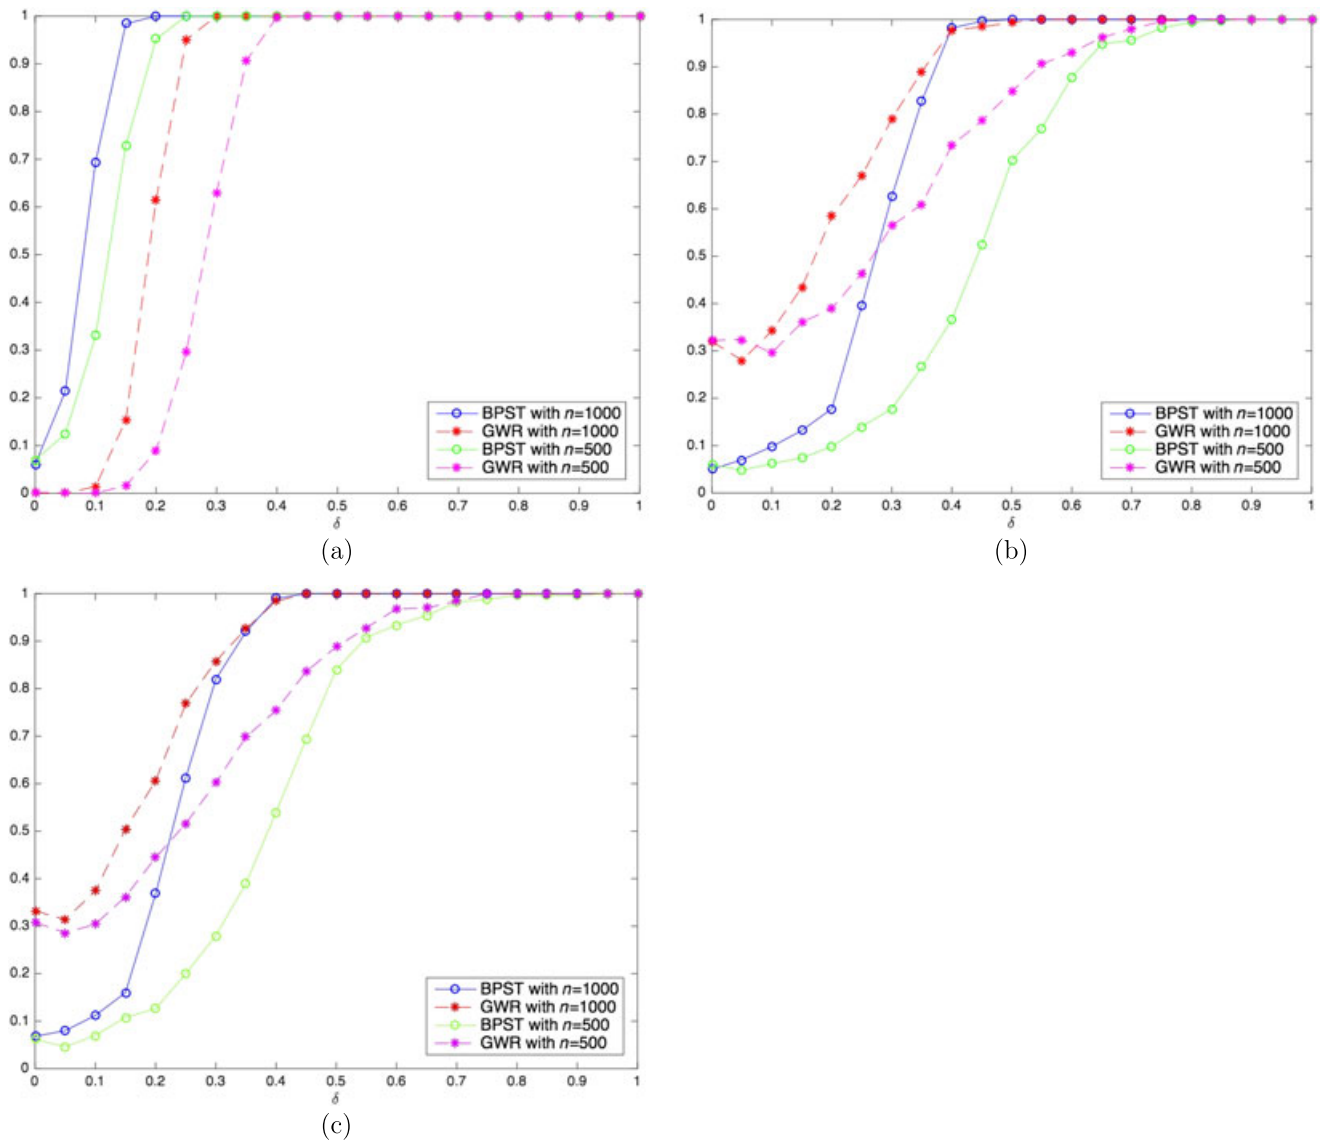 1
0.9
0.8
0.7
0.6
0.5
0.4
0.3
0.2
0.1
0
0 0.1 0.2 0.3 0.4 0.5 0.6 0.7 0.8 0.9 1
δ
BPST with n=1000
GWR with n=1000
BPST with n=500
GWR with n=500
(a)
1
0.9
0.8
0.7
0.6
0.5
0.4
0.3
0.2
0.1
0
0 0.1 0.2 0.3 0.4 0.5 0.6 0.7 0.8 0.9 1
δ
BPST with n=1000
GWR with n=1000
BPST with n=500
GWR with n=500
(b)
1
0.9
0.8
0.7
0.6
0.5
0.4
0.3
0.2
0.1
0
0 0.1 0.2 0.3 0.4 0.5 0.6 0.7 0.8 0.9 1
δ
BPST with n=1000
GWR with n=1000
BPST with n=500
GWR with n=500
(c)